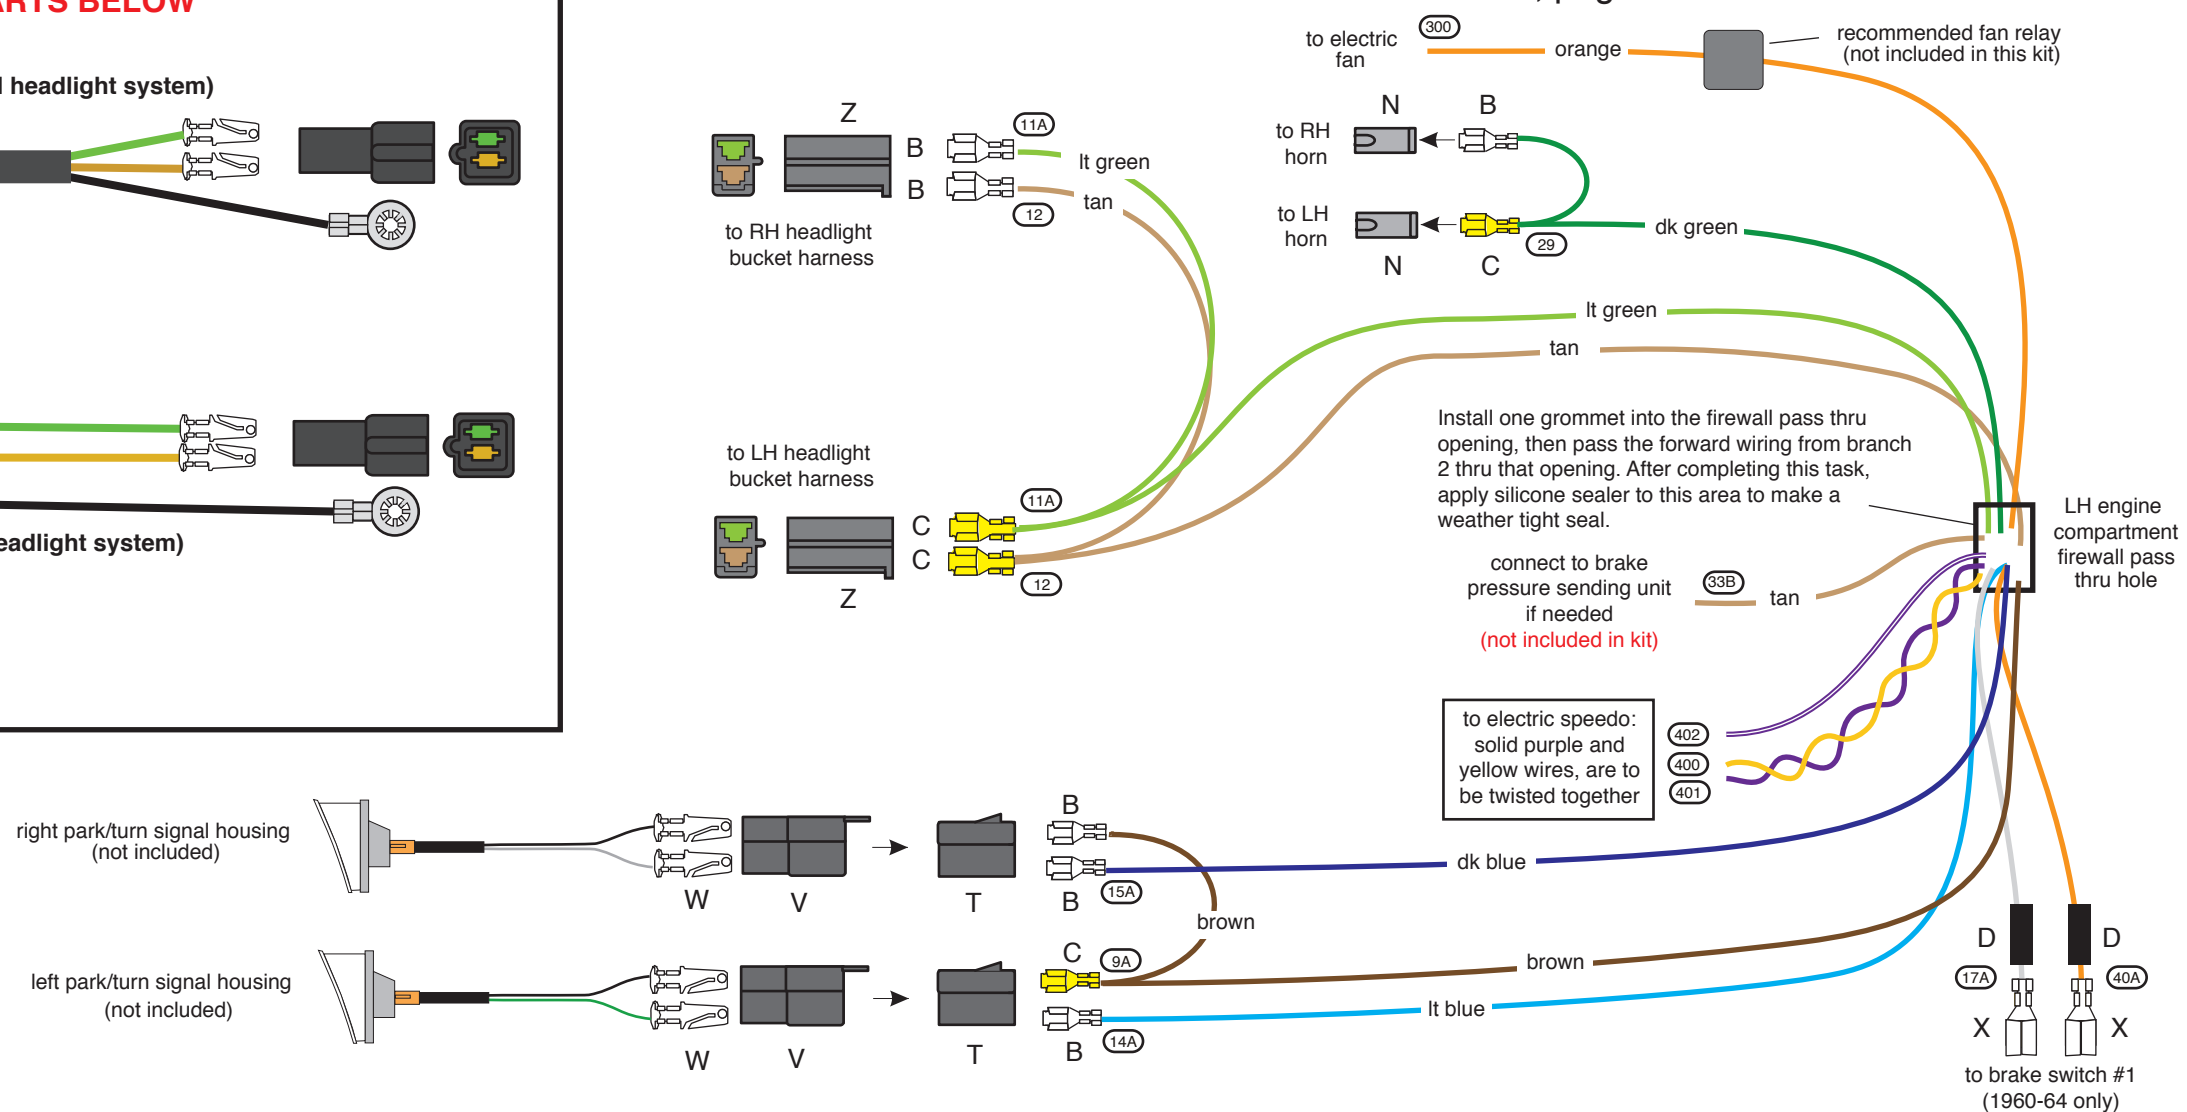 ARTS BELOW
headlight system)
eadlight system)
Z
B
B
11A
12
lt green
tan
to RH headlight
bucket harness
to LH headlight
bucket harness
C
C
11A
12
Z
to electric
fan
300
orange
recommended fan relay
(not included in this kit)
N
B
to RH
horn
to LH
horn
29
N
C
dk green
lt green
tan
Install one grommet into the firewall pass thru
opening, then pass the forward wiring from branch
2 thru that opening. After completing this task,
apply silicone sealer to this area to make a
weather tight seal.
LH engine
compartment
firewall pass
thru hole
connect to brake
pressure sending unit
if needed
(not included in kit)
33B
tan
to electric speedo:
solid purple and
yellow wires, are to
be twisted together
402
400
401
right park/turn signal housing
(not included)
W
V
T
B
B
15A
dk blue
brown
left park/turn signal housing
(not included)
W
V
T
C
9A
B
14A
brown
lt blue
D
D
17A
40A
X
X
to brake switch #1
(1960-64 only)